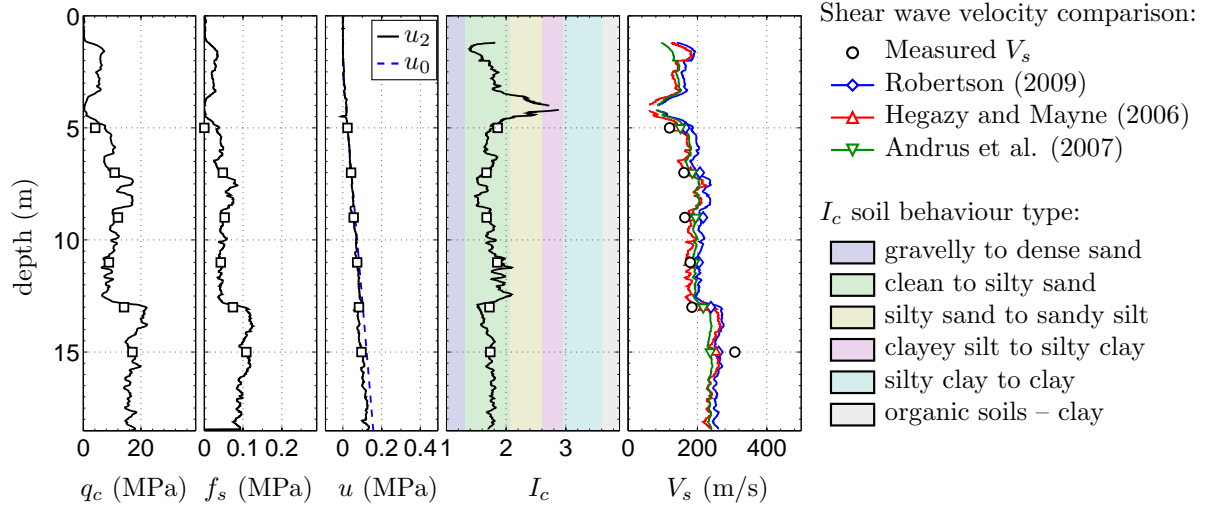 0
5
10
15
depth (m)
0 20
q_c (MPa)
0 0.1 0.2
f_s (MPa)
u_2
u_0
0 0.2 0.4
u (MPa)
1 2 3
I_c
0 200 400
V_s (m/s)
Shear wave velocity comparison:
Measured V_s
Robertson (2009)
Hegazy and Mayne (2006)
Andrus et al. (2007)
I_c soil behaviour type:
gravelly to dense sand
clean to silty sand
silty sand to sandy silt
clayey silt to silty clay
silty clay to clay
organic soils – clay